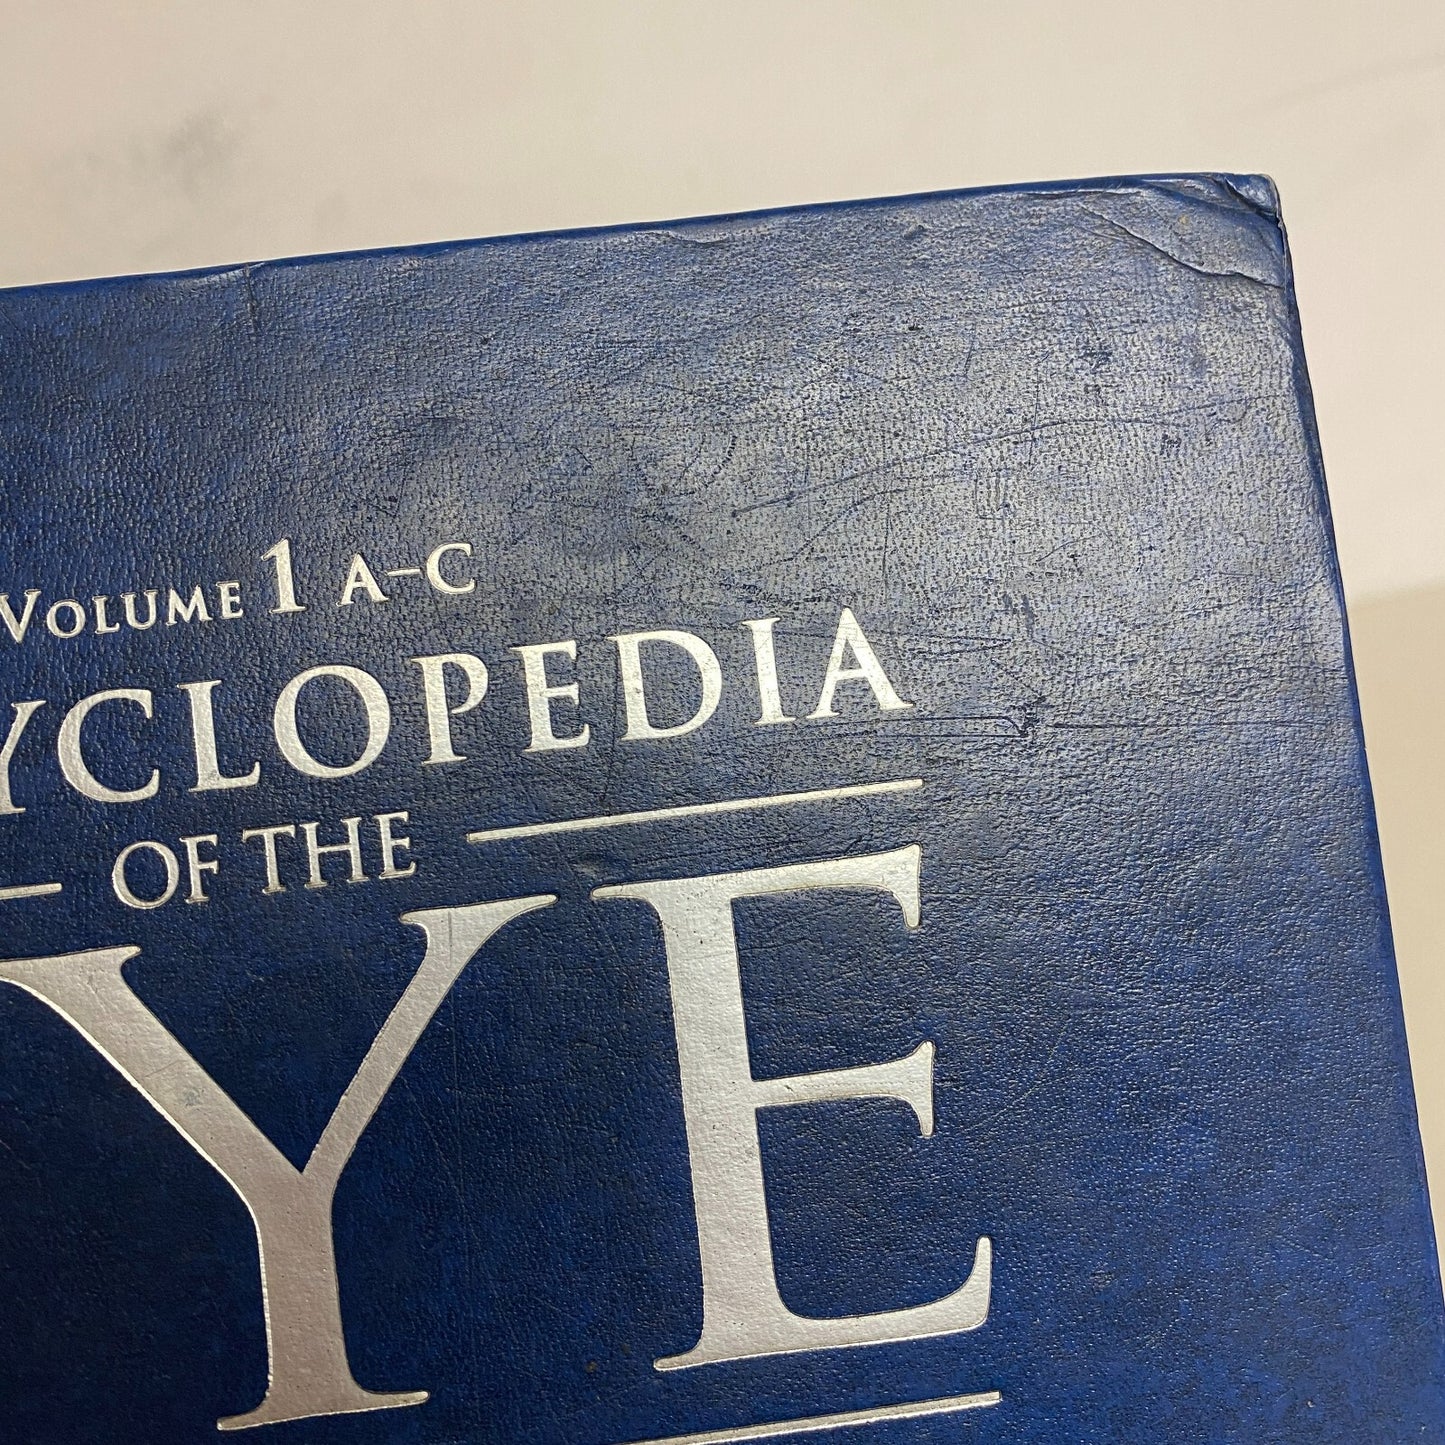 VOLUME 1 A–C
YCLOPEDIA
OF THE
YE